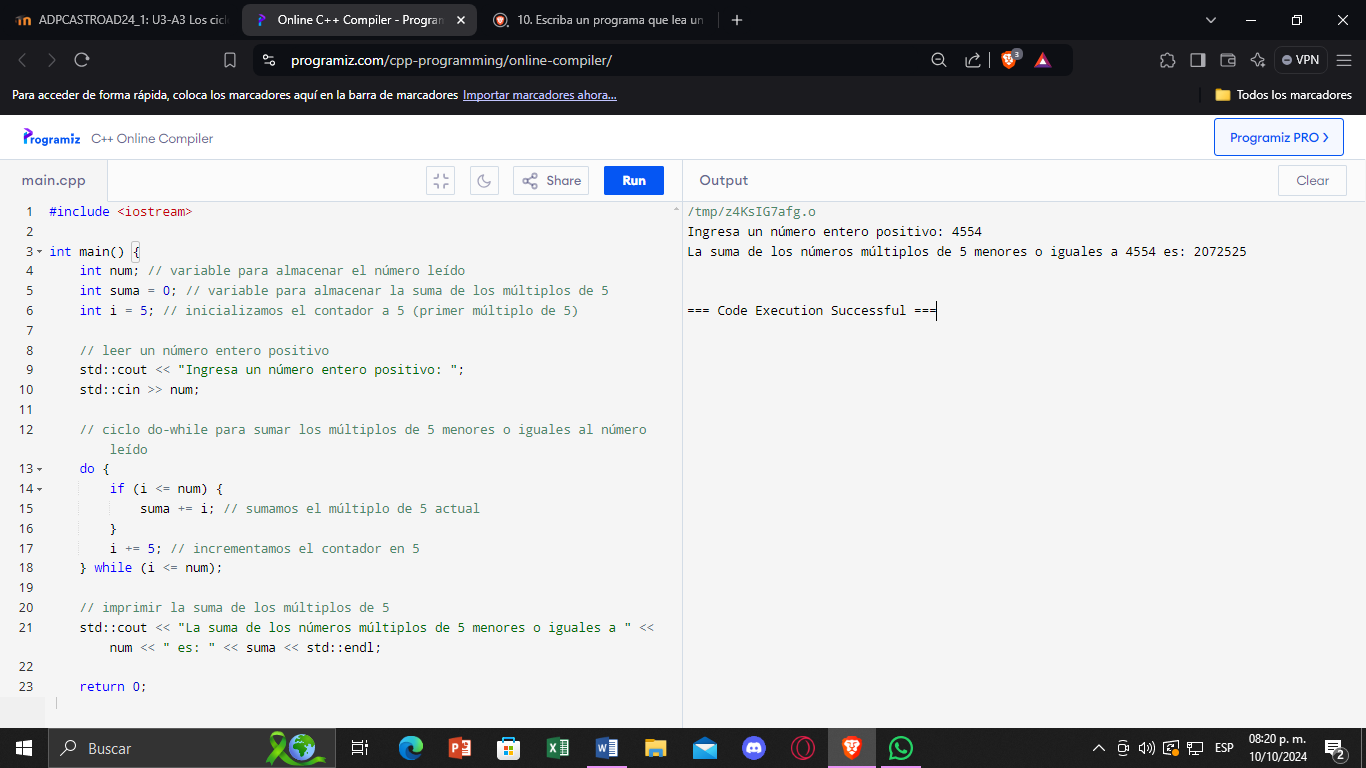 ADPCASTROAD24_1: U3-A3 Los cicl
Online C++ Compiler - Program
10. Escriba un programa que lea un
programiz.com/cpp-programming/online-compiler/
3
VPN
Para acceder de forma rápida, coloca los marcadores aquí en la barra de marcadores Importar marcadores ahora...
Todos los marcadores
Programiz C++ Online Compiler
Programiz PRO >
main.cpp
Share
Run
Output
Clear
1 #include <iostream>
2
3 int main() {
4 int num; // variable para almacenar el número leído
5 int suma = 0; // variable para almacenar la suma de los múltiplos de 5
6 int i = 5; // inicializamos el contador a 5 (primer múltiplo de 5)
7
8 // leer un número entero positivo
9 std::cout << "Ingresa un número entero positivo: ";
10 std::cin >> num;
11
12 // ciclo do-while para sumar los múltiplos de 5 menores o iguales al número
leído
13 do {
14 if (i <= num) {
15 suma += i; // sumamos el múltiplo de 5 actual
16 }
17 i += 5; // incrementamos el contador en 5
18 } while (i <= num);
19
20 // imprimir la suma de los múltiplos de 5
21 std::cout << "La suma de los números múltiplos de 5 menores o iguales a " <<
num << " es: " << suma << std::endl;
22
23 return 0;
/tmp/z4KsIG7afg.o
Ingresa un número entero positivo: 4554
La suma de los números múltiplos de 5 menores o iguales a 4554 es: 2072525
=== Code Execution Successful ===
Buscar
ESP
08:20 p. m.
10/10/2024
2